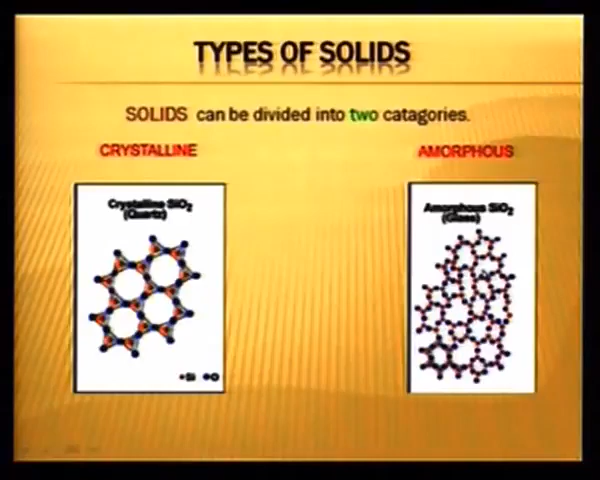 TYPES OF SOLIDS
SOLIDS can be divided into two catagories.
CRYSTALLINE
AMORPHOUS
Crystalline SiO2
(Quartz)
Amorphous SiO2
(Glass)
Si O